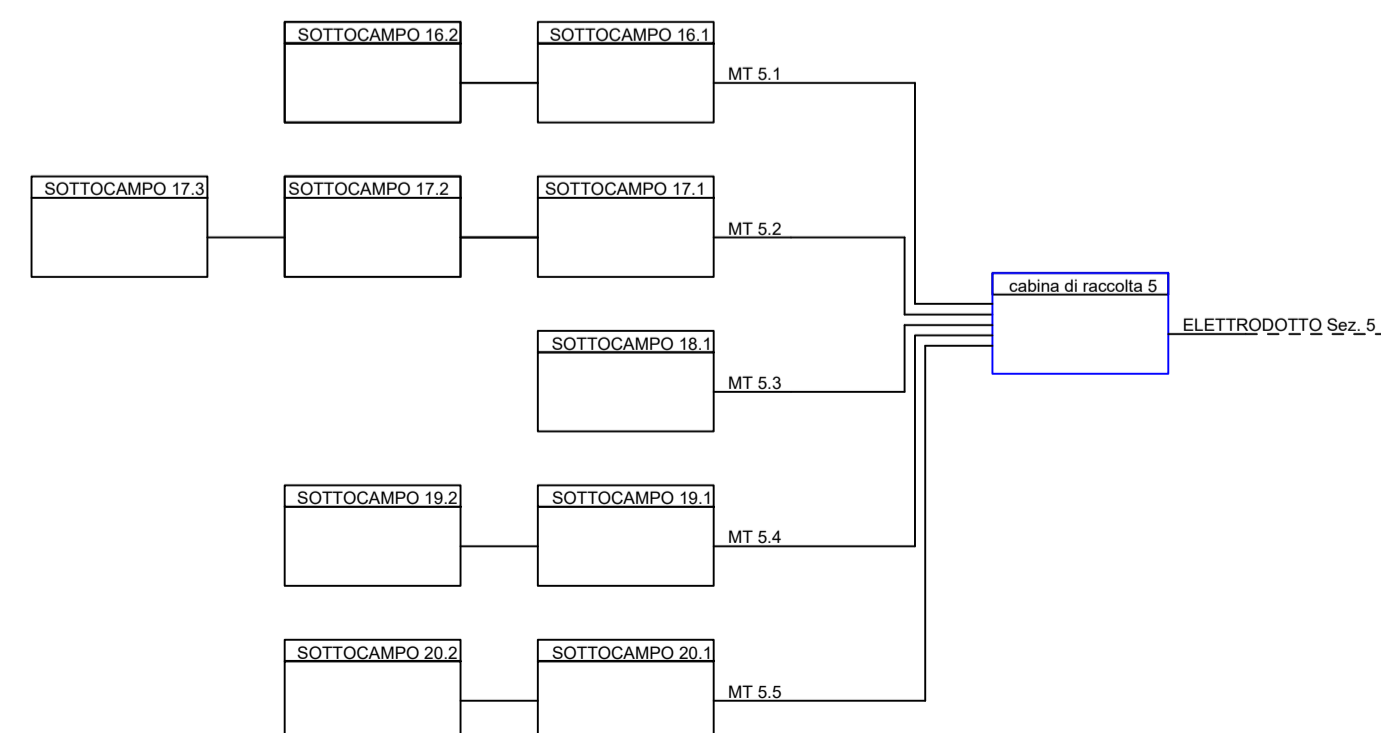 SOTTOCAMPO 16.2
SOTTOCAMPO 16.1
MT 5.1
SOTTOCAMPO 17.3
SOTTOCAMPO 17.2
SOTTOCAMPO 17.1
MT 5.2
cabina di raccolta 5
ELETTRODOTTO Sez. 5
SOTTOCAMPO 18.1
MT 5.3
SOTTOCAMPO 19.2
SOTTOCAMPO 19.1
MT 5.4
SOTTOCAMPO 20.2
SOTTOCAMPO 20.1
MT 5.5